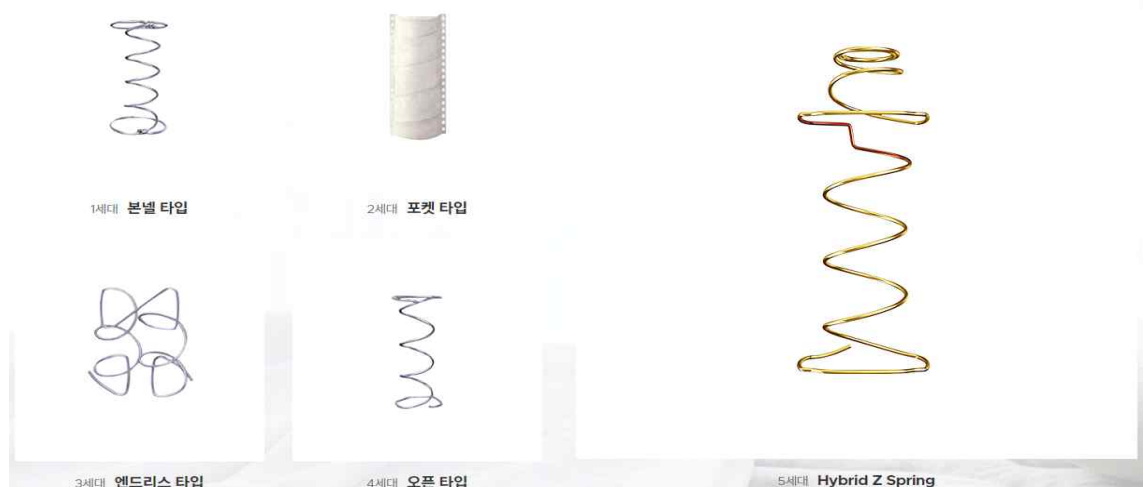 1세대 본넬 타입
2세대 포켓 타입
3세대 엔드리스 타입
4세대 오픈 타입
5세대 Hybrid Z Spring